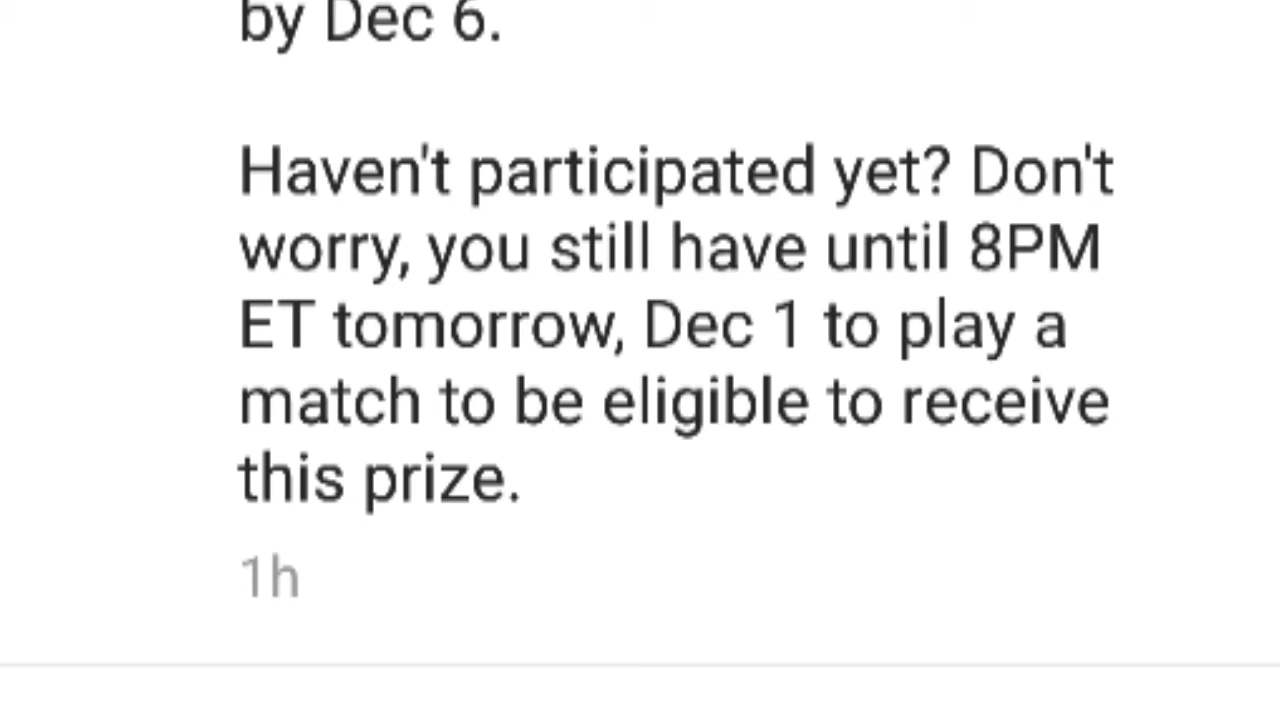 by Dec 6.
Haven't participated yet? Don't
worry, you still have until 8PM
ET tomorrow, Dec 1 to play a
match to be eligible to receive
this prize.
1h